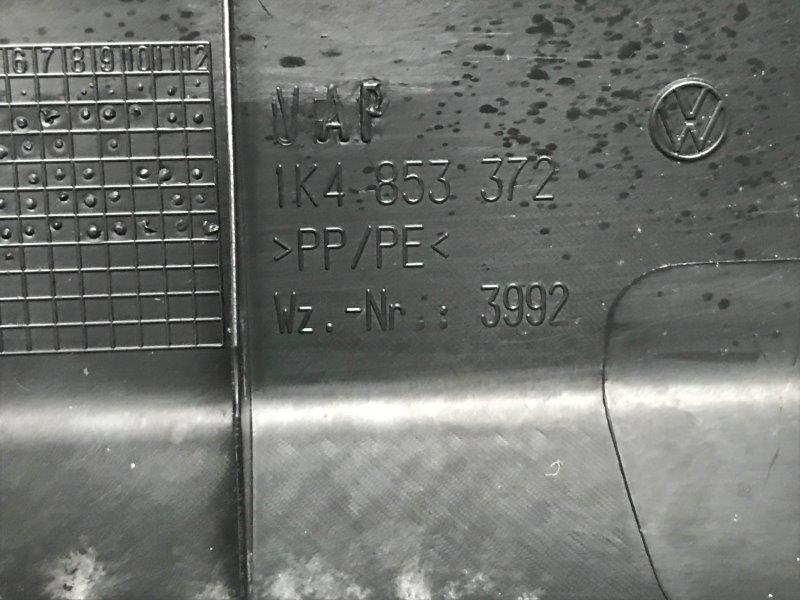 6 7 8 9 10 11 12
VAP
1K4 853 372
>PP/PE<
Wz.-Nr.: 3992